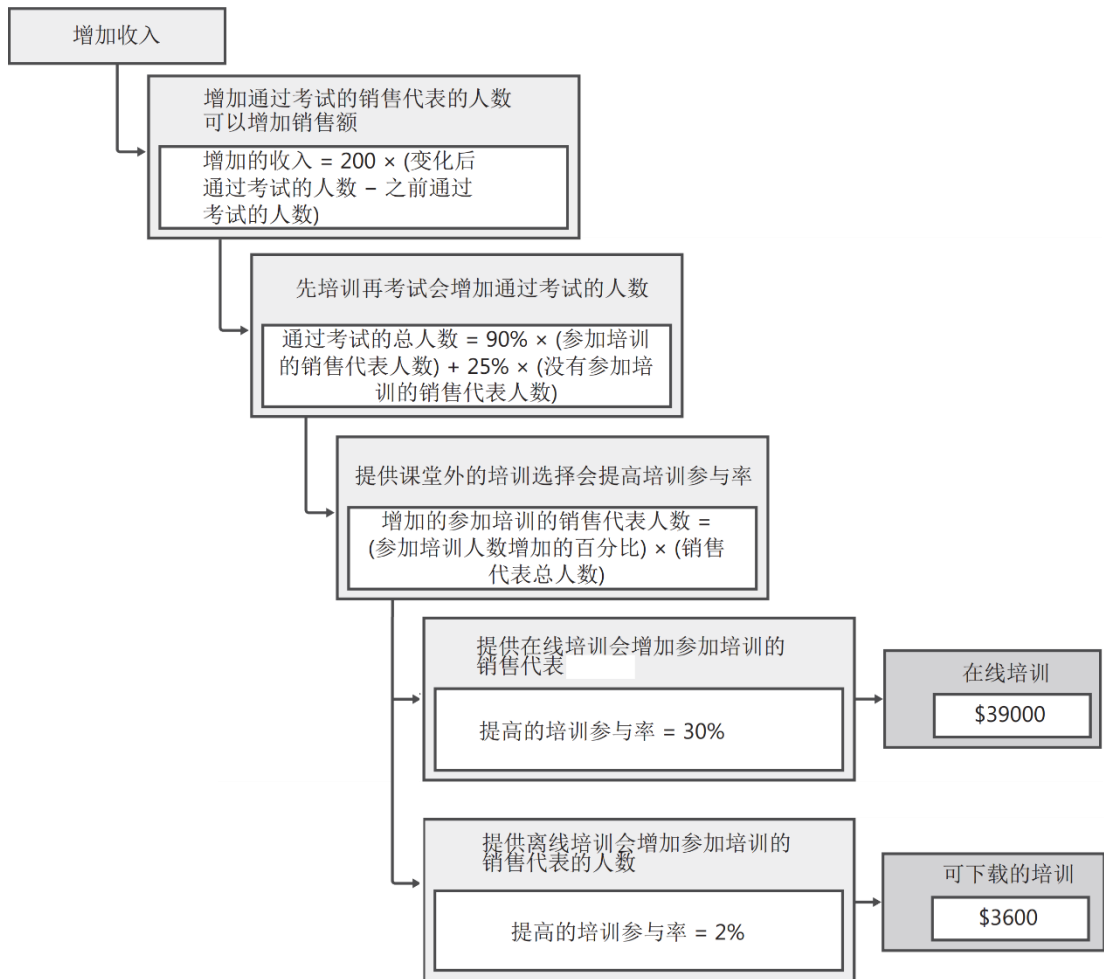 增加收入
增加通过考试的销售代表的人数
可以增加销售额
增加的收入 = 200 × (变化后
通过考试的人数 – 之前通过
考试的人数)
先培训再考试会增加通过考试的人数
通过考试的总人数 = 90% × (参加培训
的销售代表人数) + 25% × (没有参加培
训的销售代表人数)
提供课堂外的培训选择会提高培训参与率
增加的参加培训的销售代表人数 =
(参加培训人数增加的百分比) × (销售
代表总人数)
提供在线培训会增加参加培训的
销售代表
提高的培训参与率 = 30%
在线培训
$39000
提供离线培训会增加参加培训的
销售代表的人数
提高的培训参与率 = 2%
可下载的培训
$3600